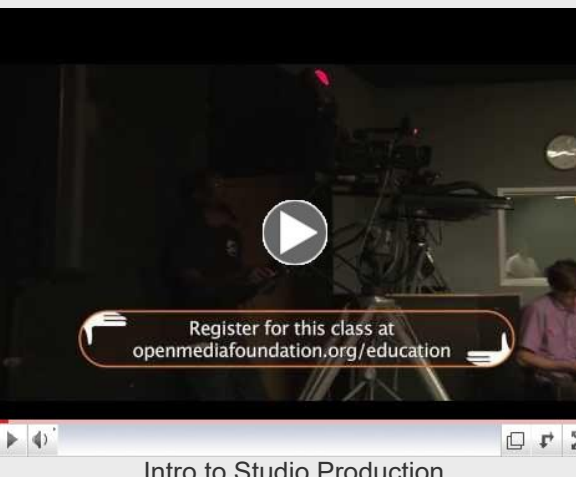 Register for this class at
openmediafoundation.org/education
Intro to Studio Production